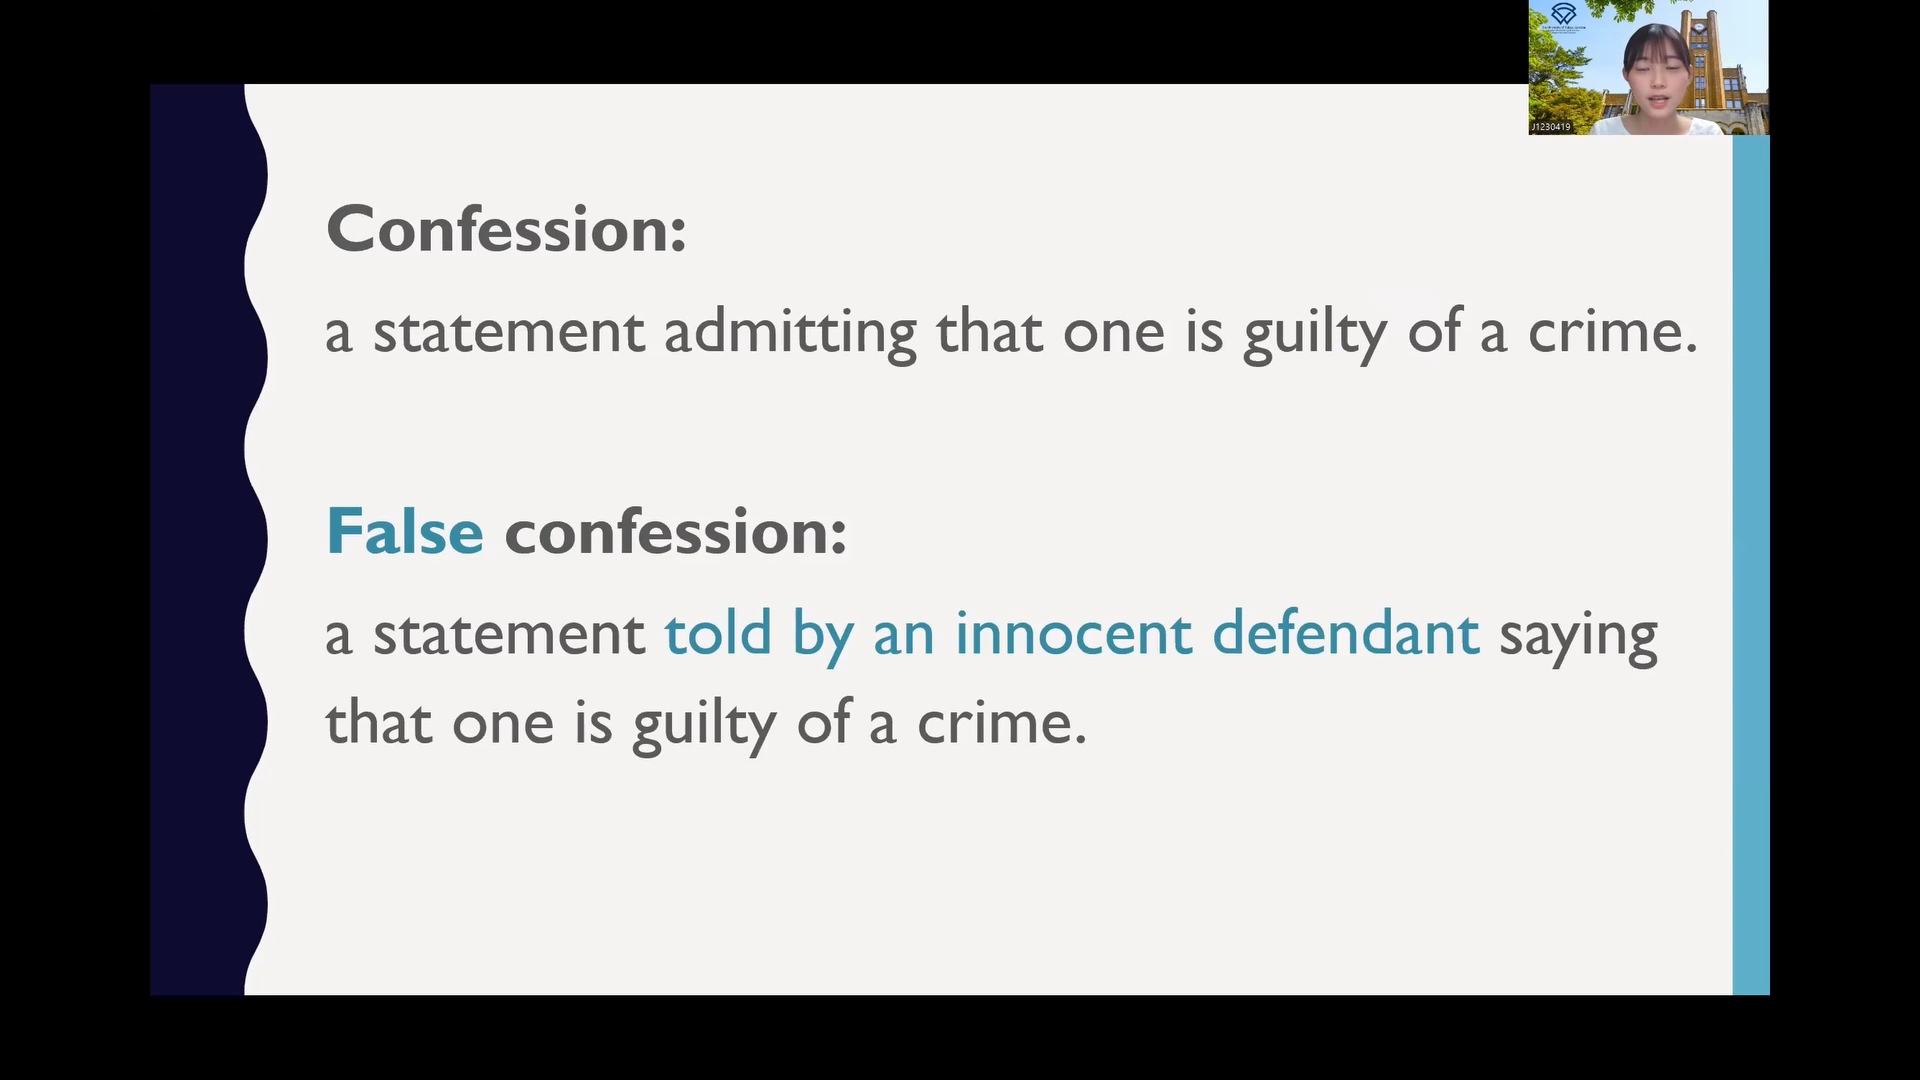 J1230419
Confession:
a statement admitting that one is guilty of a crime.
False confession:
a statement told by an innocent defendant saying
that one is guilty of a crime.